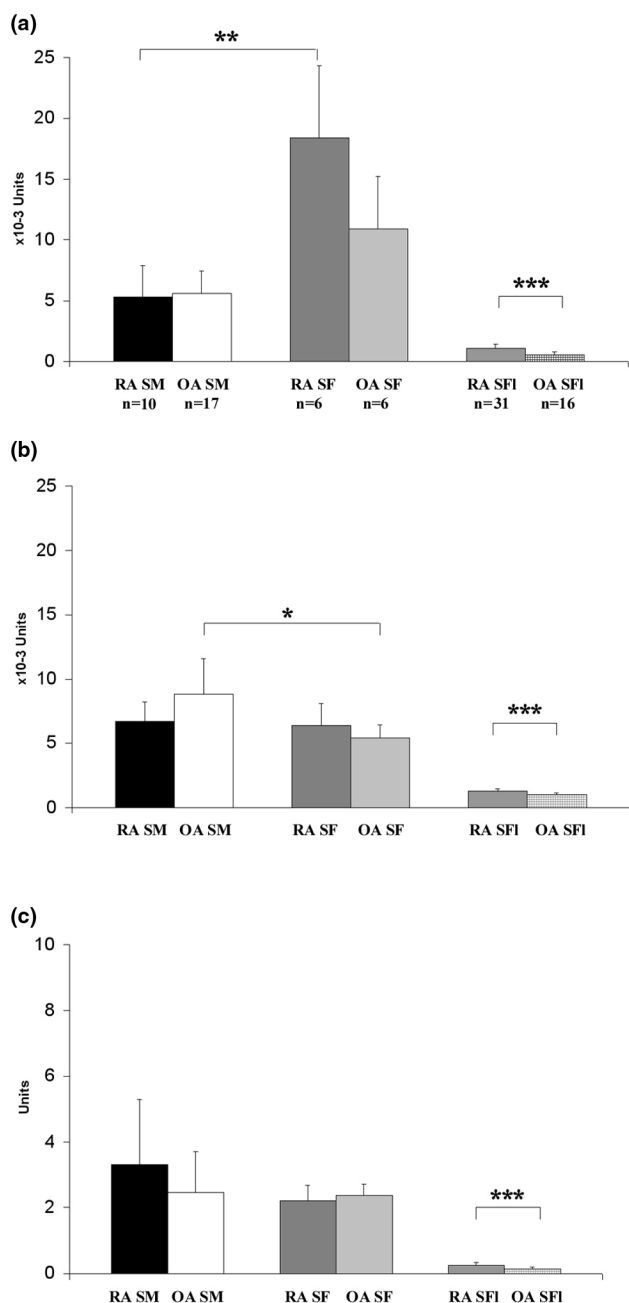 (a)
**
25
20
15
10
5
0
x10-3 Units
***
RA SM OA SM RA SF OA SF RA SFl OA SFl
n=10 n=17 n=6 n=6 n=31 n=16
(b)
25
20
15
10
5
0
x10-3 Units
*
***
RA SM OA SM RA SF OA SF RA SFl OA SFl
(c)
10
8
6
4
2
0
Units
***
RA SM OA SM RA SF OA SF RA SFl OA SFl